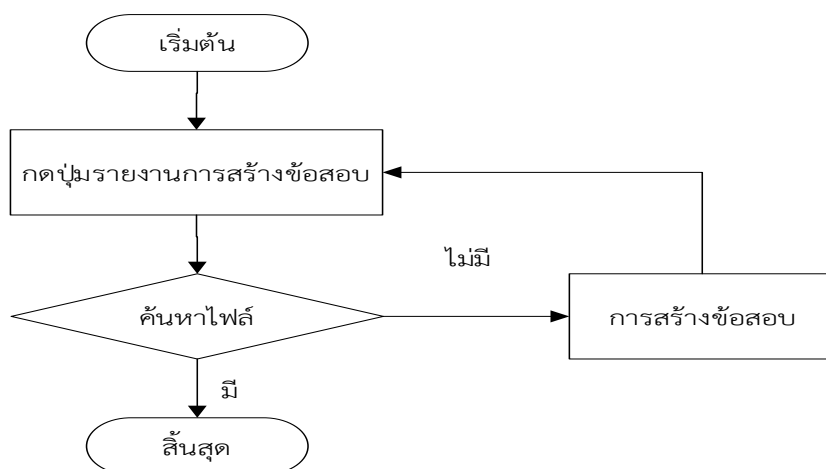 เริ่มต้น
กดปุ่มรายงานการสร้างข้อสอบ
ไม่มี
ค้นหาไฟล์
การสร้างข้อสอบ
มี
สิ้นสุด